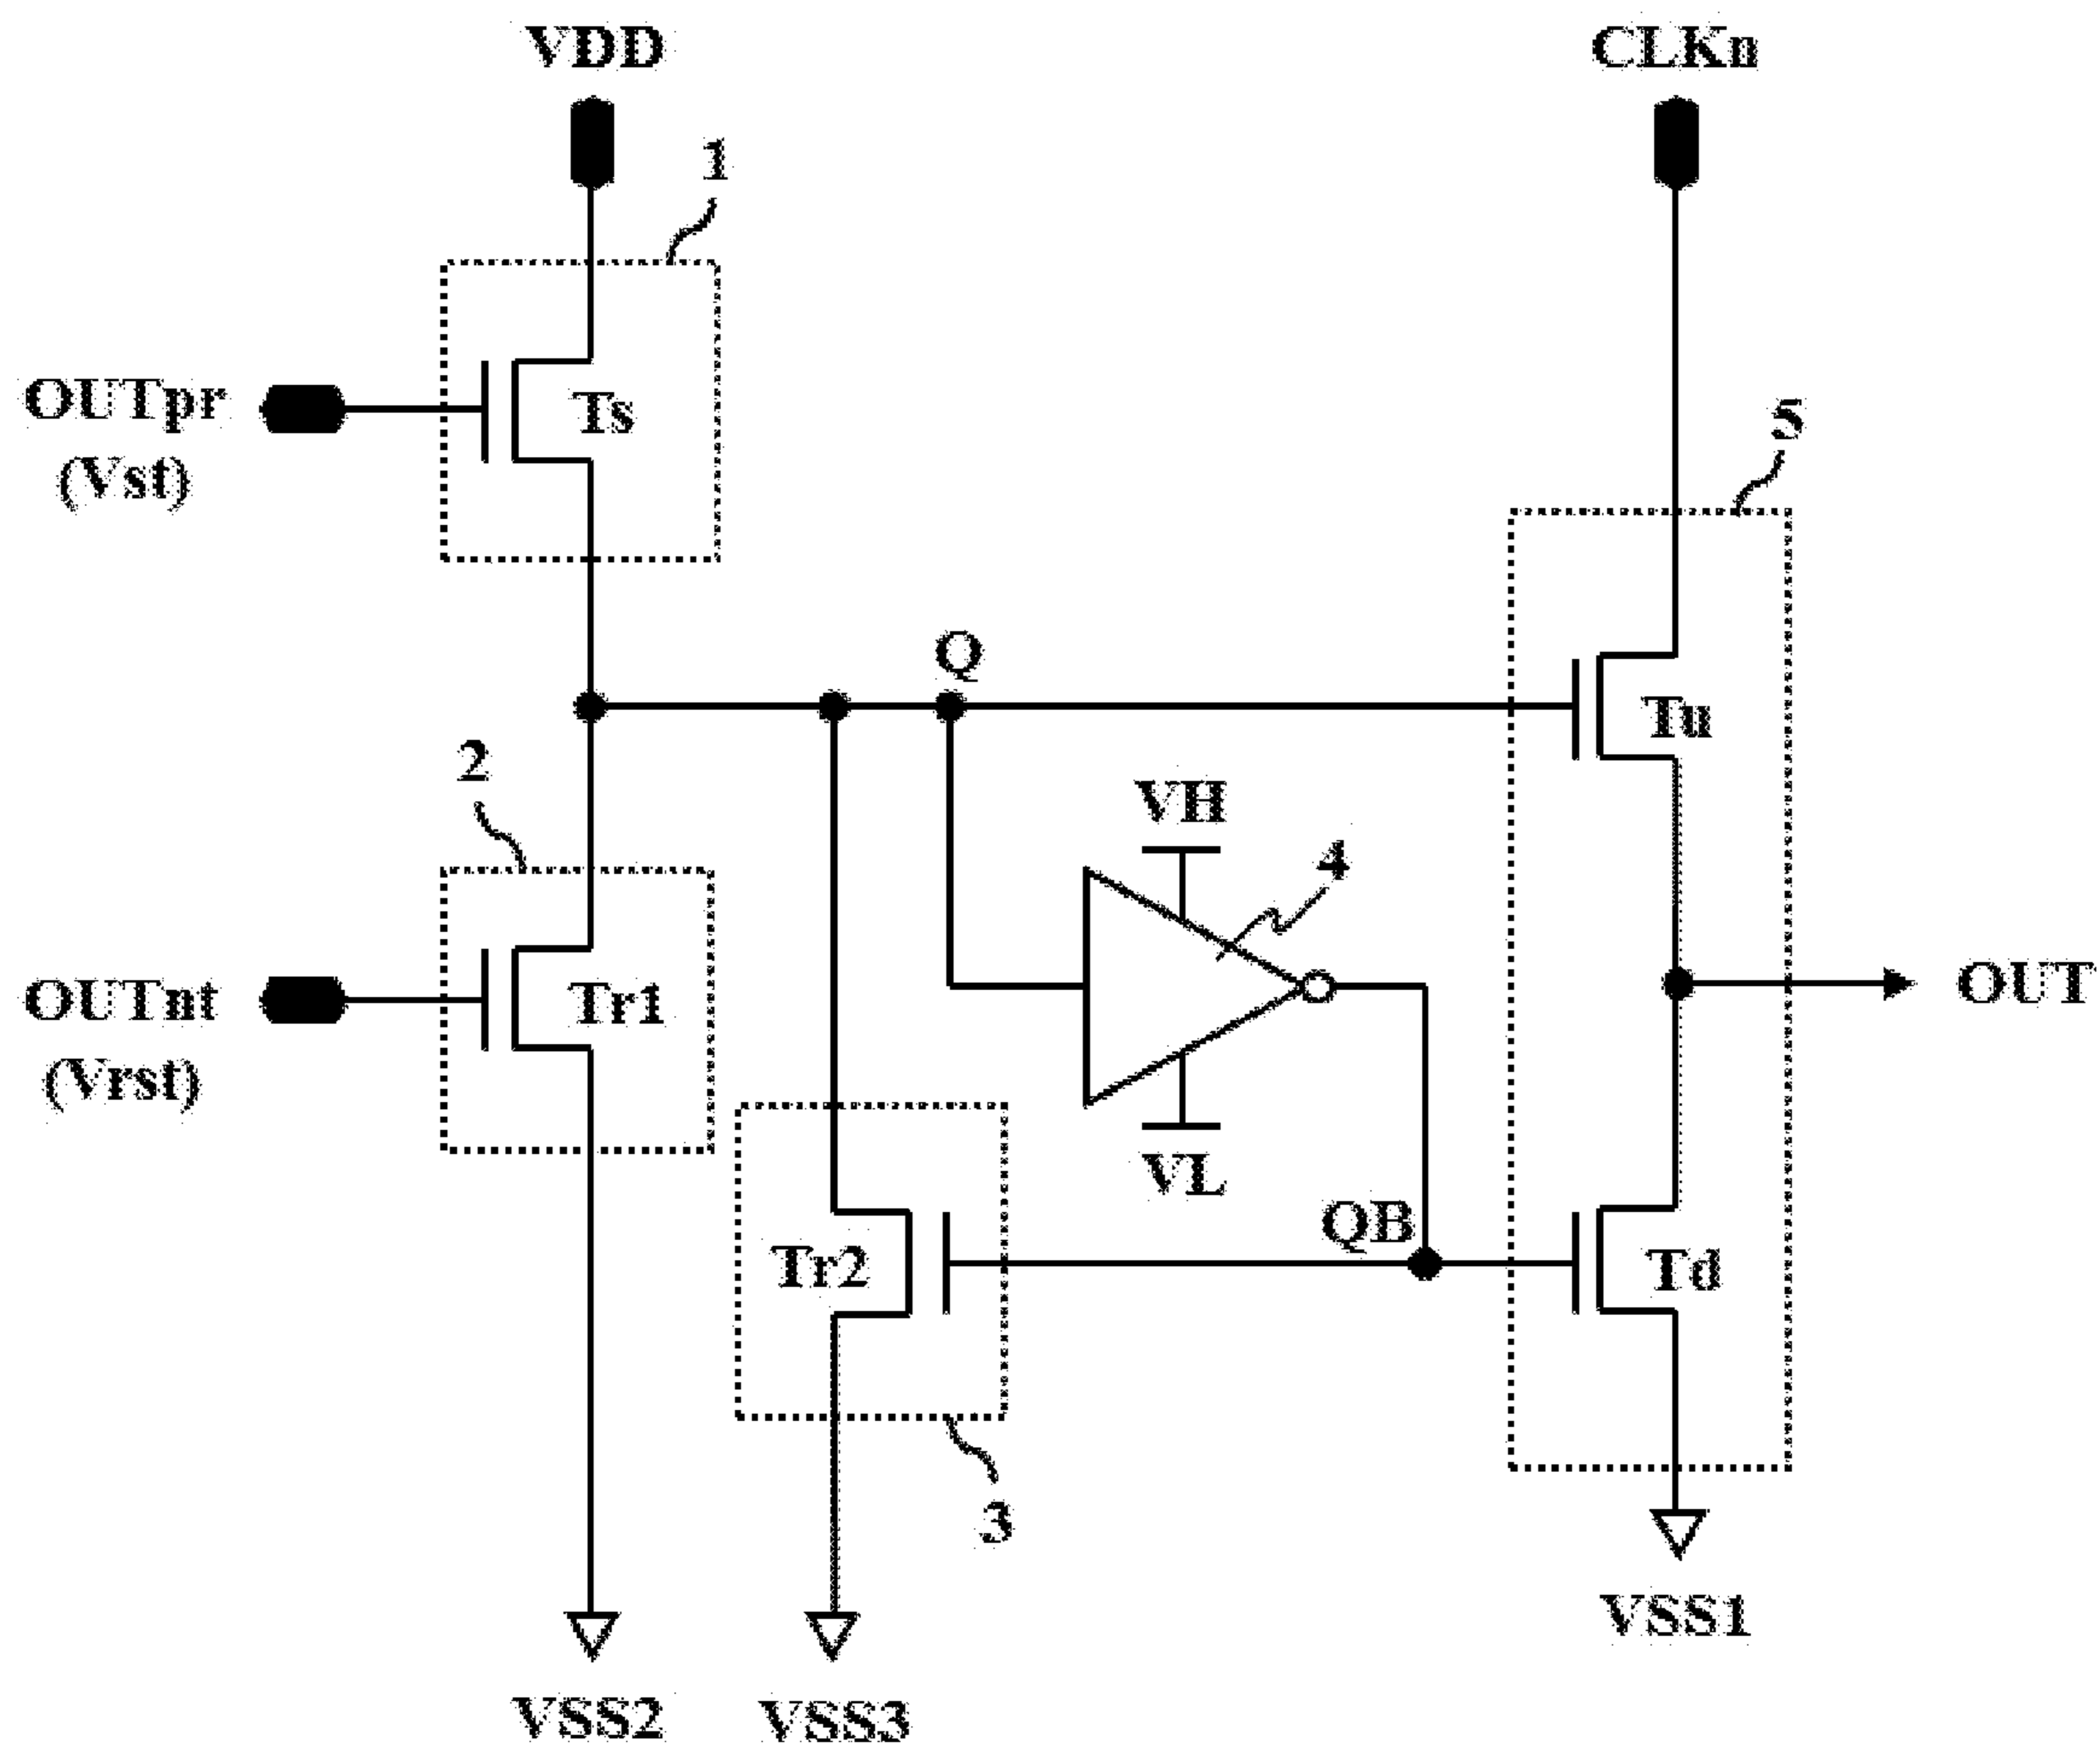 VDD
CLKn
1
OUTpr
(Vst)
Ts
5
Q
Tu
2
VH
4
OUTnt
(Vrst)
Tr1
OUT
VL
QB
Tr2
Td
3
VSS1
VSS2
VSS3